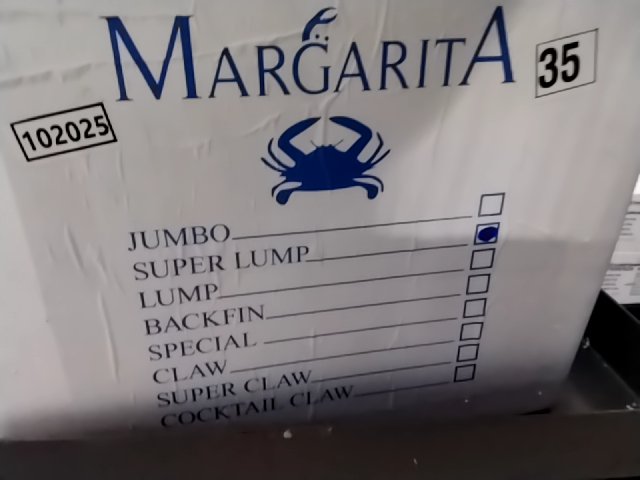 MARGARITA
35
102025
JUMBO
SUPER LUMP
LUMP
BACKFIN
SPECIAL
CLAW
SUPER CLAW
COCKTAIL CLAW